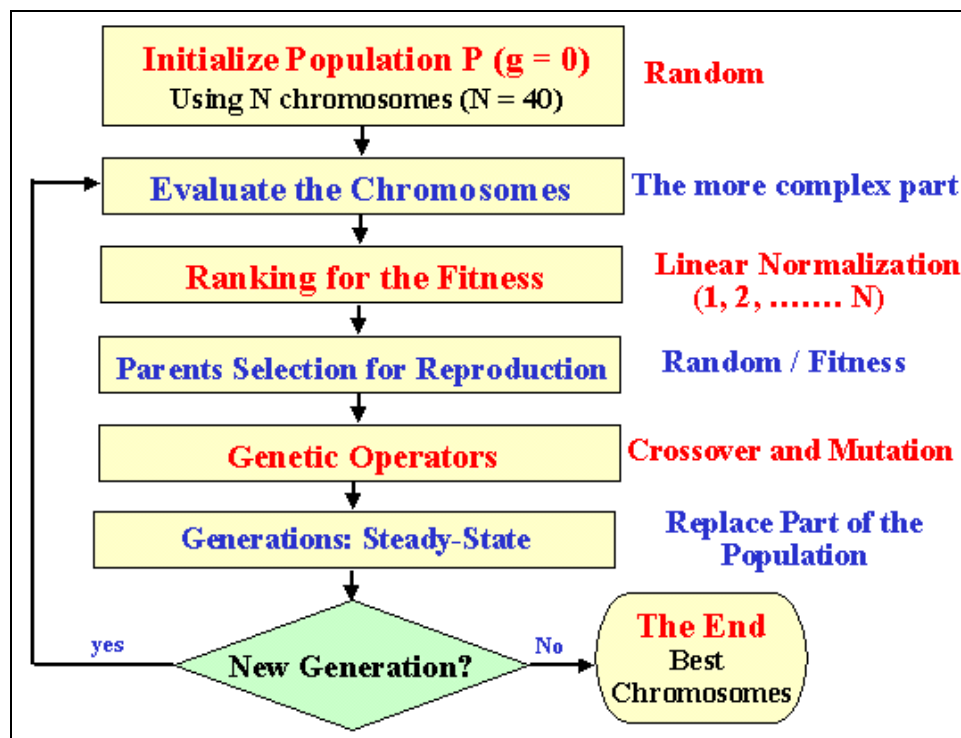 Initialize Population P (g = 0)
Using N chromosomes (N = 40)
Random
Evaluate the Chromosomes
The more complex part
Ranking for the Fitness
Linear Normalization
(1, 2, ....... N)
Parents Selection for Reproduction
Random / Fitness
Genetic Operators
Crossover and Mutation
Generations: Steady-State
Replace Part of the
Population
yes
New Generation?
No
The End
Best
Chromosomes